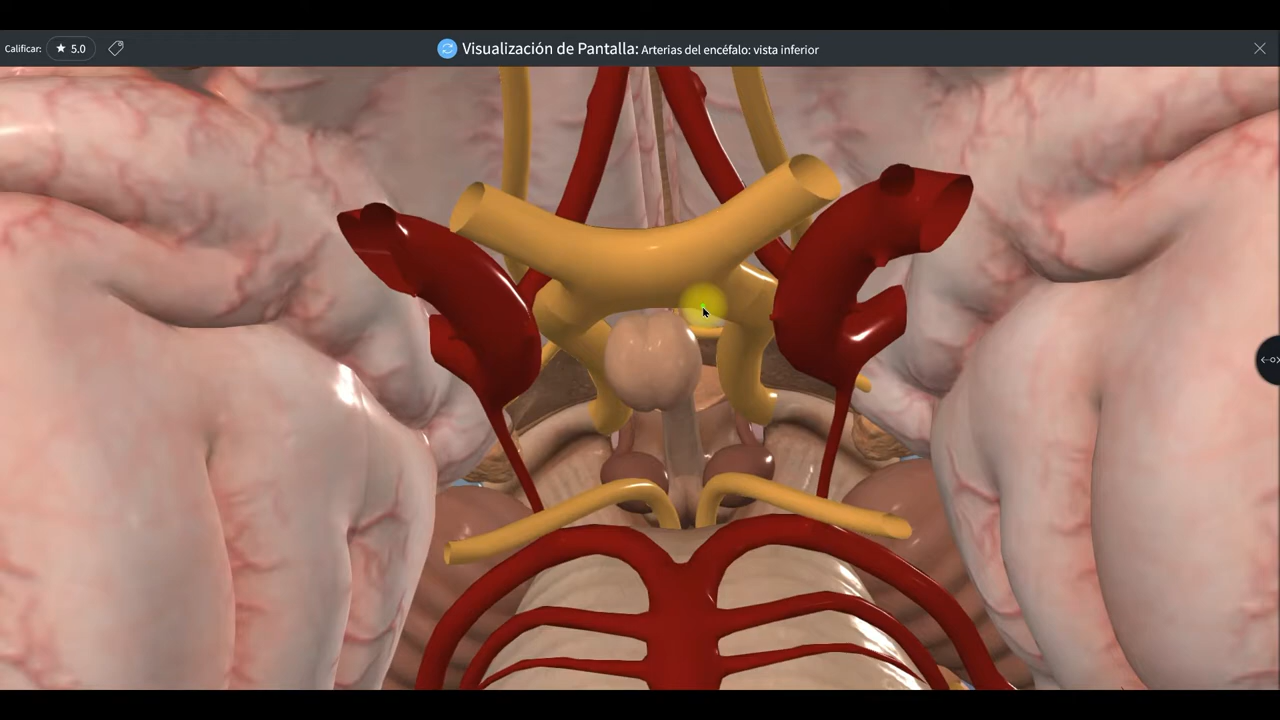 Calificar: ★ 5.0
Visualización de Pantalla: Arterias del encéfalo: vista inferior